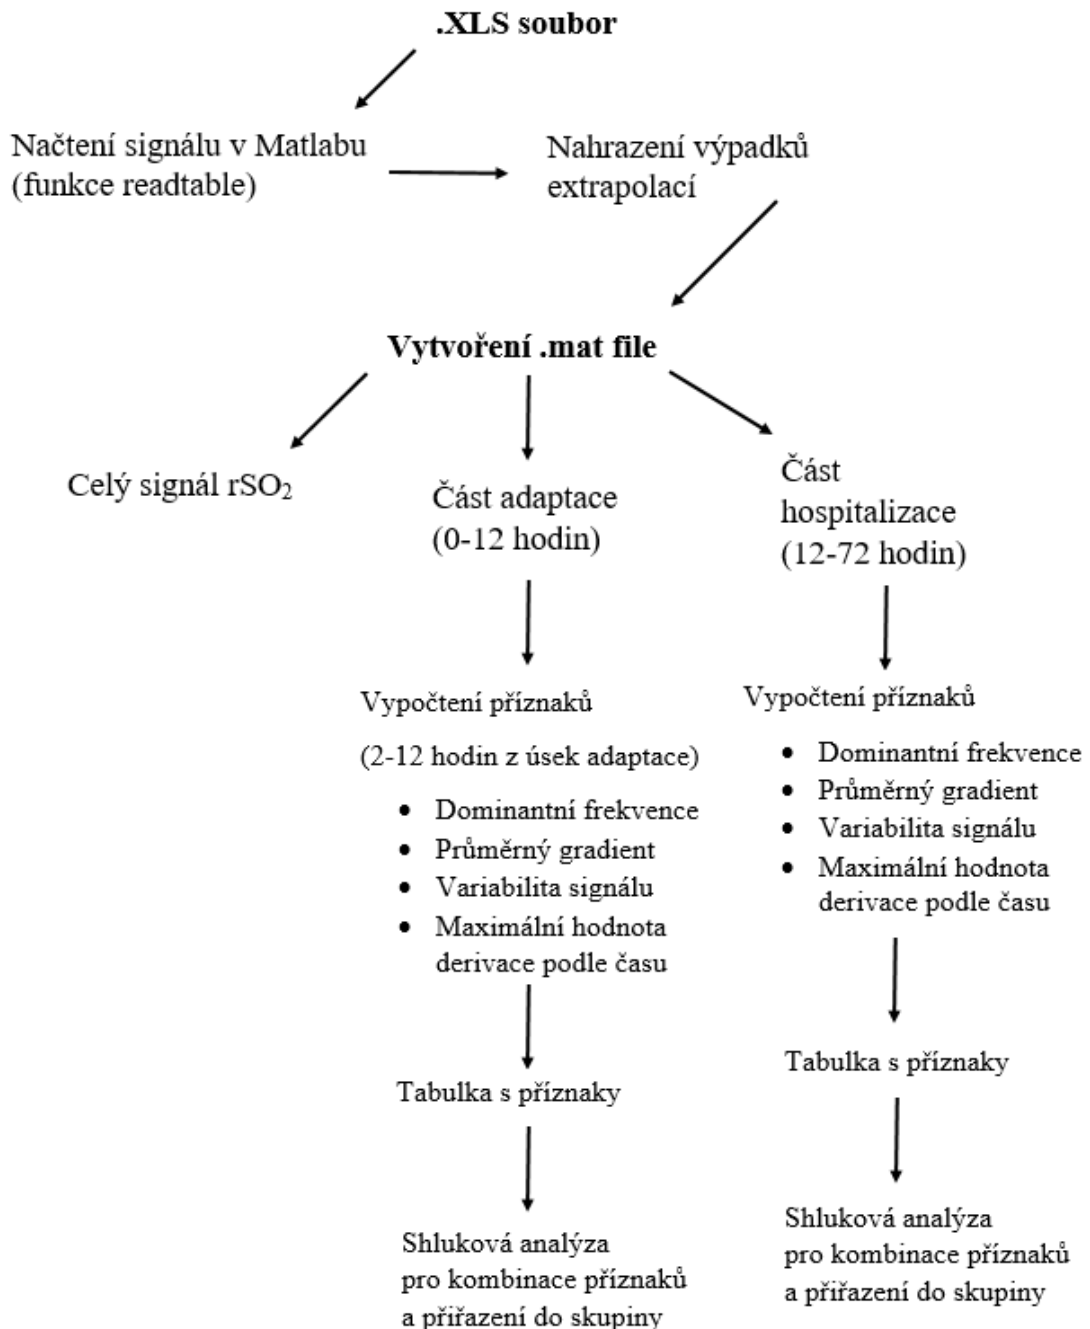 .XLS soubor
Načtení signálu v Matlabu
(funkce readtable)
Nahrazení výpadků
extrapolací
Vytvoření .mat file
Celý signál rSO₂
Část adaptace
(0-12 hodin)
Část
hospitalizace
(12-72 hodin)
Vypočtení příznaků
(2-12 hodin z úsek adaptace)
• Dominantní frekvence
• Průměrný gradient
• Variabilita signálu
• Maximální hodnota
derivace podle času
Tabulka s příznaky
Shluková analýza
pro kombinace příznaků
a přiřazení do skupiny
Vypočtení příznaků
• Dominantní frekvence
• Průměrný gradient
• Variabilita signálu
• Maximální hodnota
derivace podle času
Tabulka s příznaky
Shluková analýza
pro kombinace příznaků
a přiřazení do skupiny